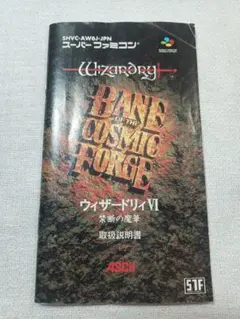 SHVC-AW6J-JPN
スーパーファミコン
WIZARDRY
BANE
OF THE
COSMIC
FORGE
ウィザードリィVI
禁断の魔筆
取扱説明書
ASCII
STF